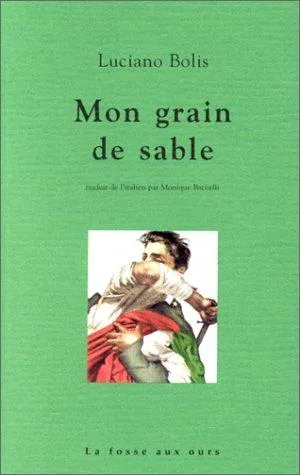 Luciano Bolis
Mon grain
de sable
traduit de l'italien par Monique Baccelli
La fosse aux ours